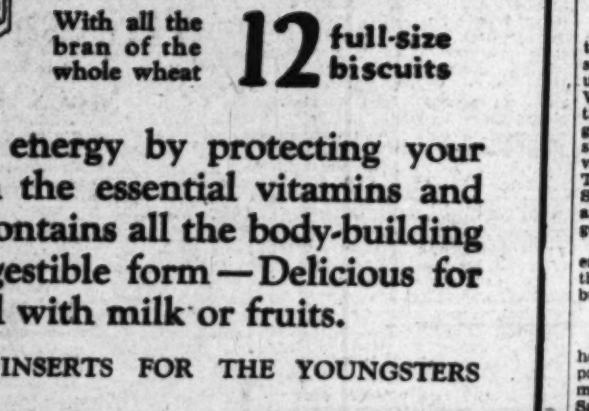 With all the
bran of the
whole wheat
12 full-size
biscuits
energy by protecting your
the essential vitamins and
ontains all the body-building
gestible form—Delicious for
with milk or fruits.
INSERTS FOR THE YOUNGSTERS